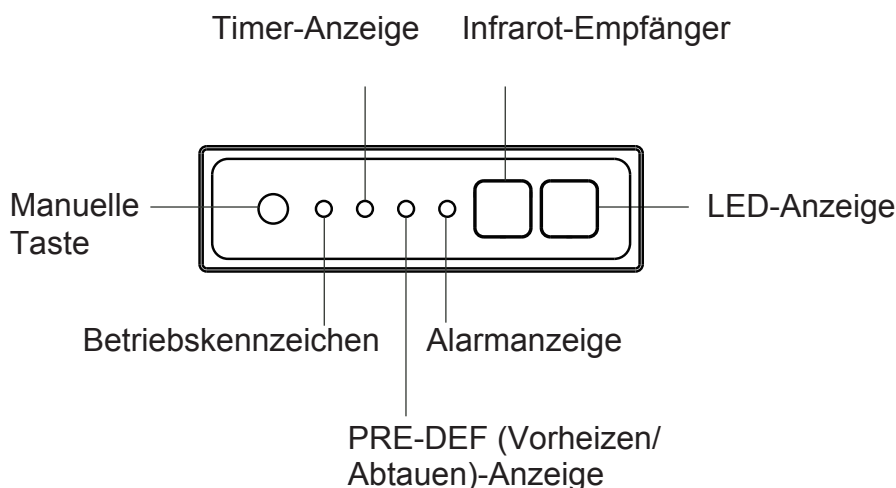 Timer-Anzeige
Infrarot-Empfänger
Manuelle
Taste
LED-Anzeige
Betriebskennzeichen
Alarmanzeige
PRE-DEF (Vorheizen/
Abtauen)-Anzeige